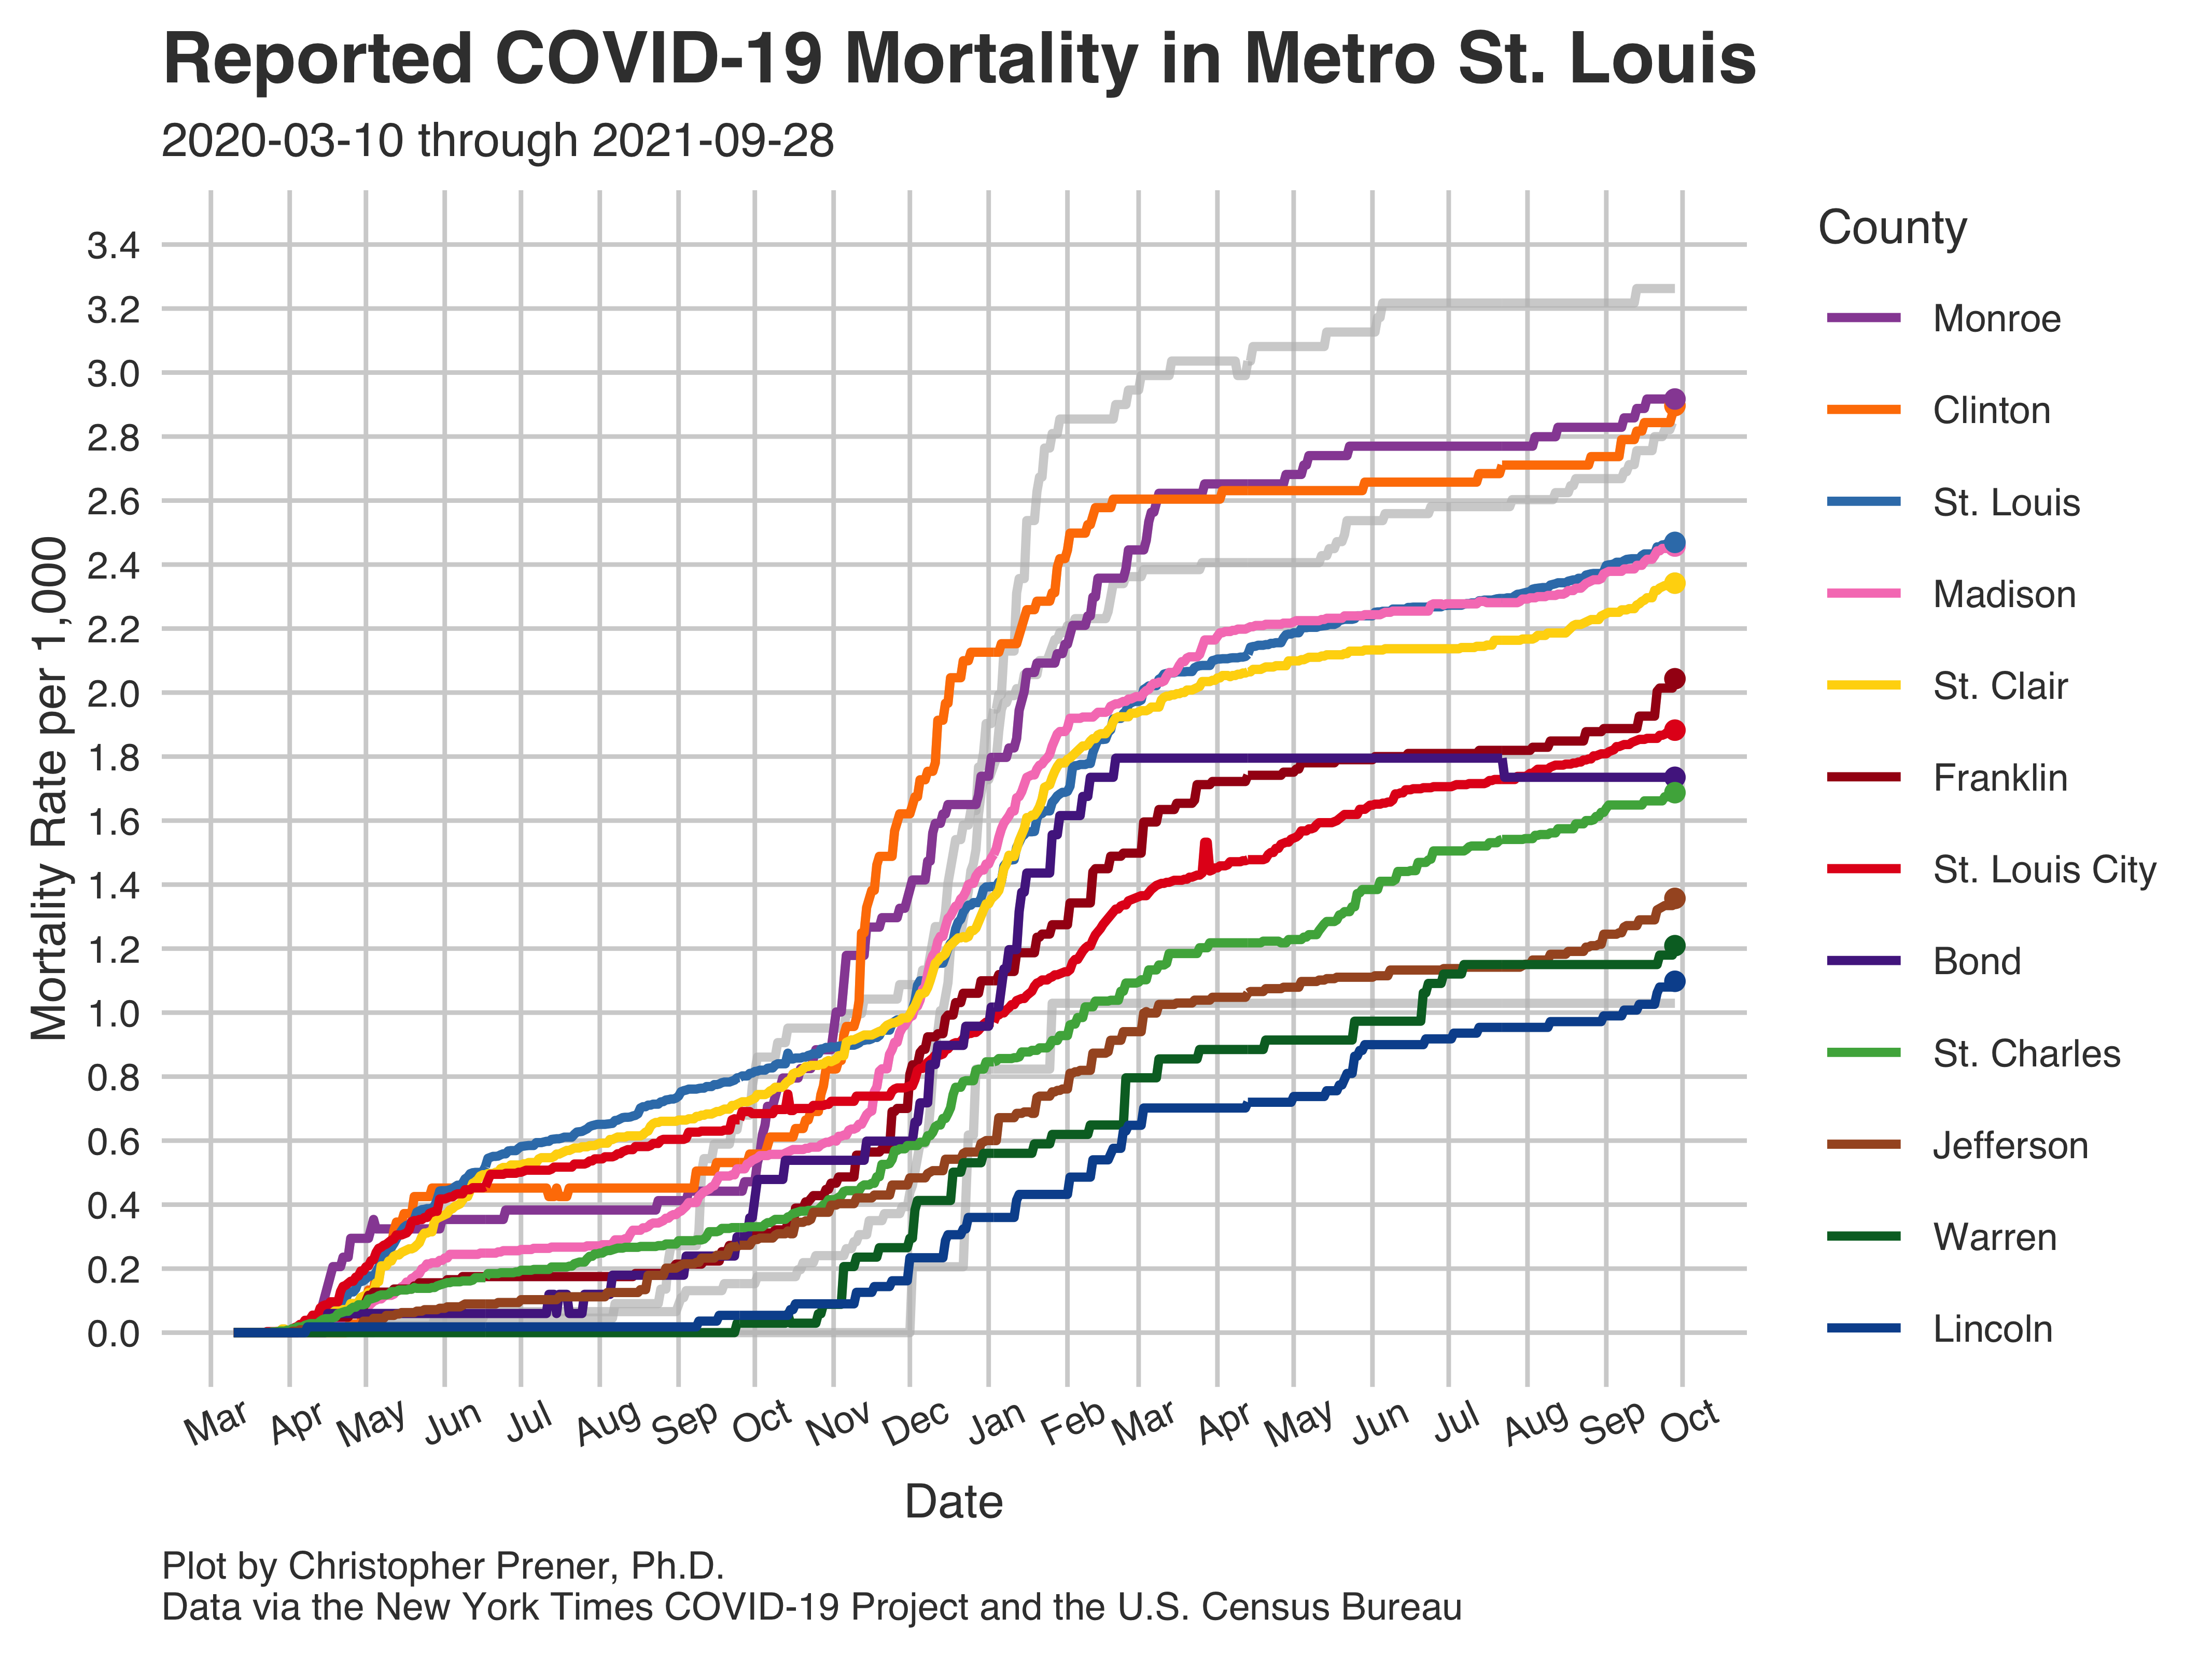 Reported COVID-19 Mortality in Metro St. Louis
2020-03-10 through 2021-09-28
Mortality Rate per 1,000
3.4
3.2
3.0
2.8
2.6
2.4
2.2
2.0
1.8
1.6
1.4
1.2
1.0
0.8
0.6
0.4
0.2
0.0
Mar Apr May Jun Jul Aug Sep Oct Nov Dec Jan Feb Mar Apr May Jun Jul Aug Sep Oct
Date
County
Monroe
Clinton
St. Louis
Madison
St. Clair
Franklin
St. Louis City
Bond
St. Charles
Jefferson
Warren
Lincoln
Plot by Christopher Prener, Ph.D.
Data via the New York Times COVID-19 Project and the U.S. Census Bureau